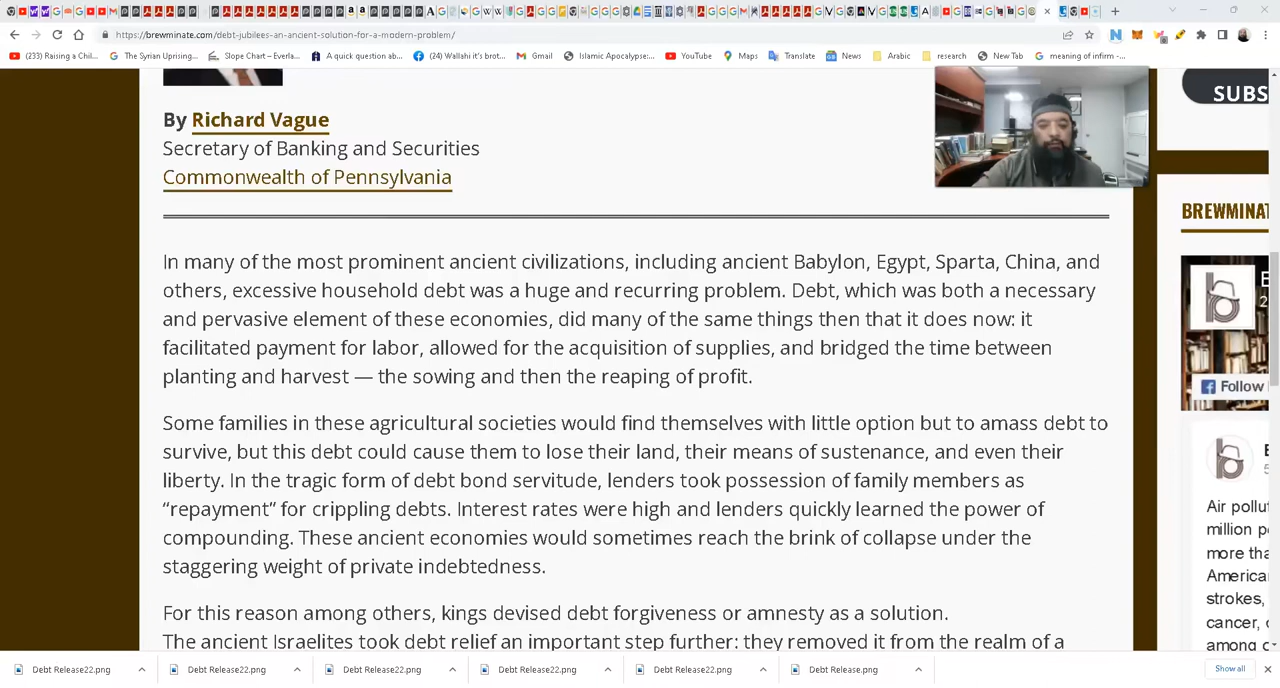 https://brewminate.com/debt-jubilees-an-ancient-solution-for-a-modern-problem/
(233) Raising a Chil...
The Syrian Uprising...
Slope Chart – Everla...
A quick question ab...
(24) Wallahi it's brot...
Gmail
Islamic Apocalypse:...
YouTube
Maps
Translate
News
Arabic
research
New Tab
meaning of infirm -...
SUBS
By Richard Vague
Secretary of Banking and Securities
Commonwealth of Pennsylvania
BREWMINAT
In many of the most prominent ancient civilizations, including ancient Babylon, Egypt, Sparta, China, and
others, excessive household debt was a huge and recurring problem. Debt, which was both a necessary
and pervasive element of these economies, did many of the same things then that it does now: it
facilitated payment for labor, allowed for the acquisition of supplies, and bridged the time between
planting and harvest — the sowing and then the reaping of profit.
Some families in these agricultural societies would find themselves with little option but to amass debt to
survive, but this debt could cause them to lose their land, their means of sustenance, and even their
liberty. In the tragic form of debt bond servitude, lenders took possession of family members as
“repayment” for crippling debts. Interest rates were high and lenders quickly learned the power of
compounding. These ancient economies would sometimes reach the brink of collapse under the
staggering weight of private indebtedness.
For this reason among others, kings devised debt forgiveness or amnesty as a solution.
The ancient Israelites took debt relief an important step further: they removed it from the realm of a
Follow
Air pollut
million p
more tha
America
strokes,
cancer,
among
Debt Release22.png
Debt Release22.png
Debt Release22.png
Debt Release22.png
Debt Release22.png
Debt Release.png
Show all